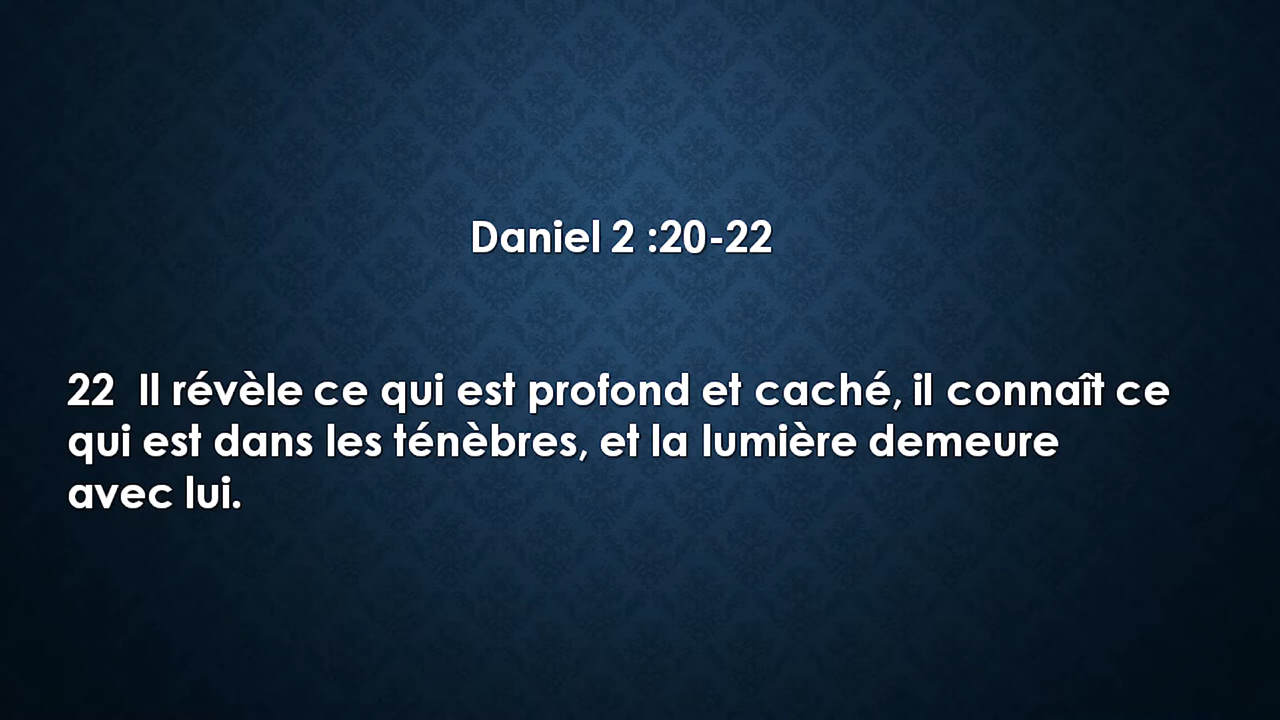 Daniel 2 :20-22
22  Il révèle ce qui est profond et caché, il connaît ce
qui est dans les ténèbres, et la lumière demeure
avec lui.